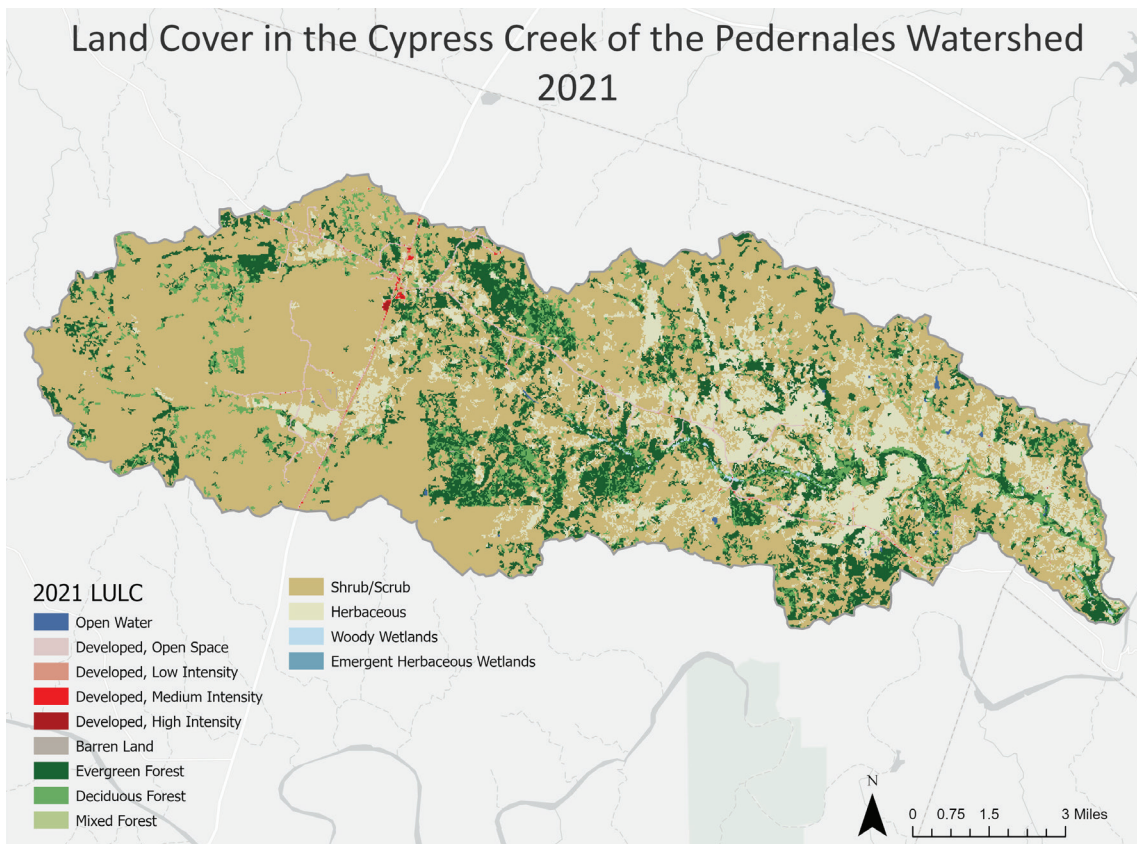 Land Cover in the Cypress Creek of the Pedernales Watershed
2021
2021 LULC
Open Water
Developed, Open Space
Developed, Low Intensity
Developed, Medium Intensity
Developed, High Intensity
Barren Land
Evergreen Forest
Deciduous Forest
Mixed Forest
Shrub/Scrub
Herbaceous
Woody Wetlands
Emergent Herbaceous Wetlands
N
0 0.75 1.5 3 Miles